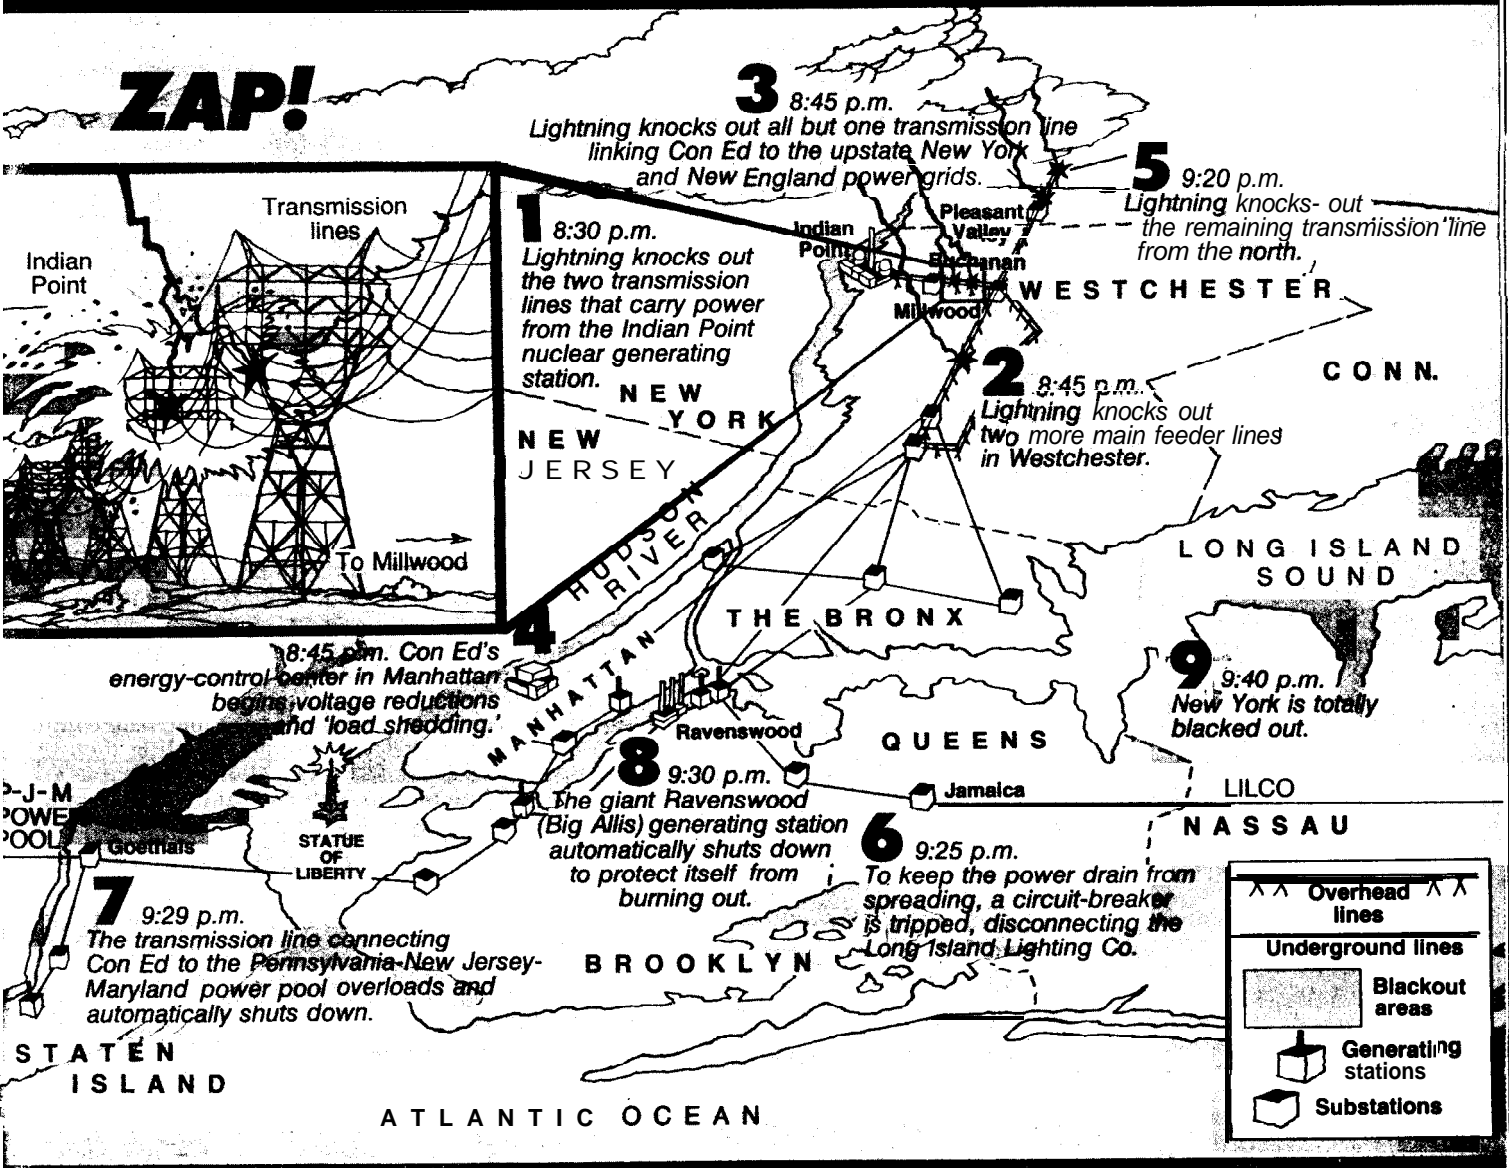 ZAP!
Transmission
lines
Indian
Point
To Millwood
1
8:30 p.m.
Lightning knocks out
the two transmission
lines that carry power
from the Indian Point
nuclear generating
station.
2
8:45 p.m.
Lightning knocks out
two more main feeder lines
in Westchester.
3
8:45 p.m.
Lightning knocks out all but one transmission line
linking Con Ed to the upstate New York
and New England power grids.
4
8:45 p.m. Con Ed's
energy-control center in Manhattan
begins voltage reductions
and 'load shedding.'
5
9:20 p.m.
Lightning knocks- out
the remaining transmission line
from the north.
6
9:25 p.m.
To keep the power drain from
spreading, a circuit-breaker
is tripped, disconnecting the
Long Island Lighting Co.
7
9:29 p.m.
The transmission line connecting
Con Ed to the Pennsylvania-New Jersey-
Maryland power pool overloads and
automatically shuts down.
8
9:30 p.m.
The giant Ravenswood
(Big Allis) generating station
automatically shuts down
to protect itself from
burning out.
9
9:40 p.m.
New York is totally
blacked out.
Indian
Point
Pleasant
Valley
Buchanan
Millwood
WESTCHESTER
CONN.
NEW
YORK
NEW
JERSEY
HUDSON
RIVER
LONG ISLAND
SOUND
THE BRONX
MANHATTAN
Ravenswood
QUEENS
Jamaica
LILCO
NASSAU
P-J-M
POWER
POOL
Goethals
STATUE
OF
LIBERTY
BROOKLYN
STATEN
ISLAND
ATLANTIC OCEAN
Overhead
lines
Underground lines
Blackout
areas
Generating
stations
Substations